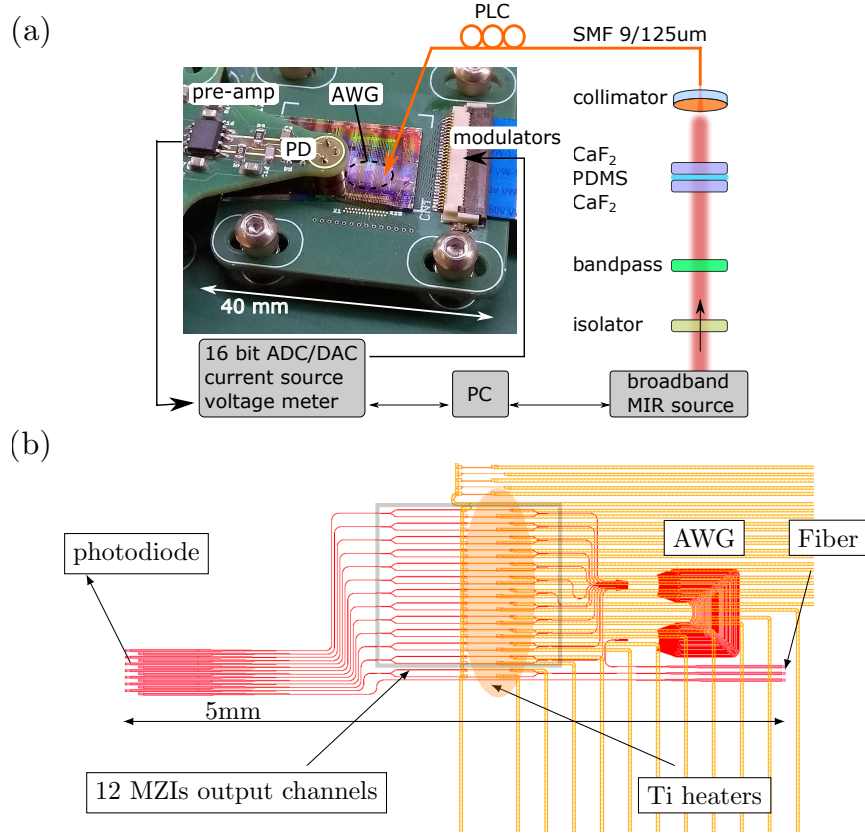 (a)
PLC
SMF 9/125um
pre-amp
AWG
collimator
PD
modulators
CaF2
PDMS
CaF2
X1
CNT
bandpass
40 mm
isolator
16 bit ADC/DAC
current source
voltage meter
PC
broadband
MIR source
(b)
photodiode
AWG
Fiber
5mm
12 MZIs output channels
Ti heaters